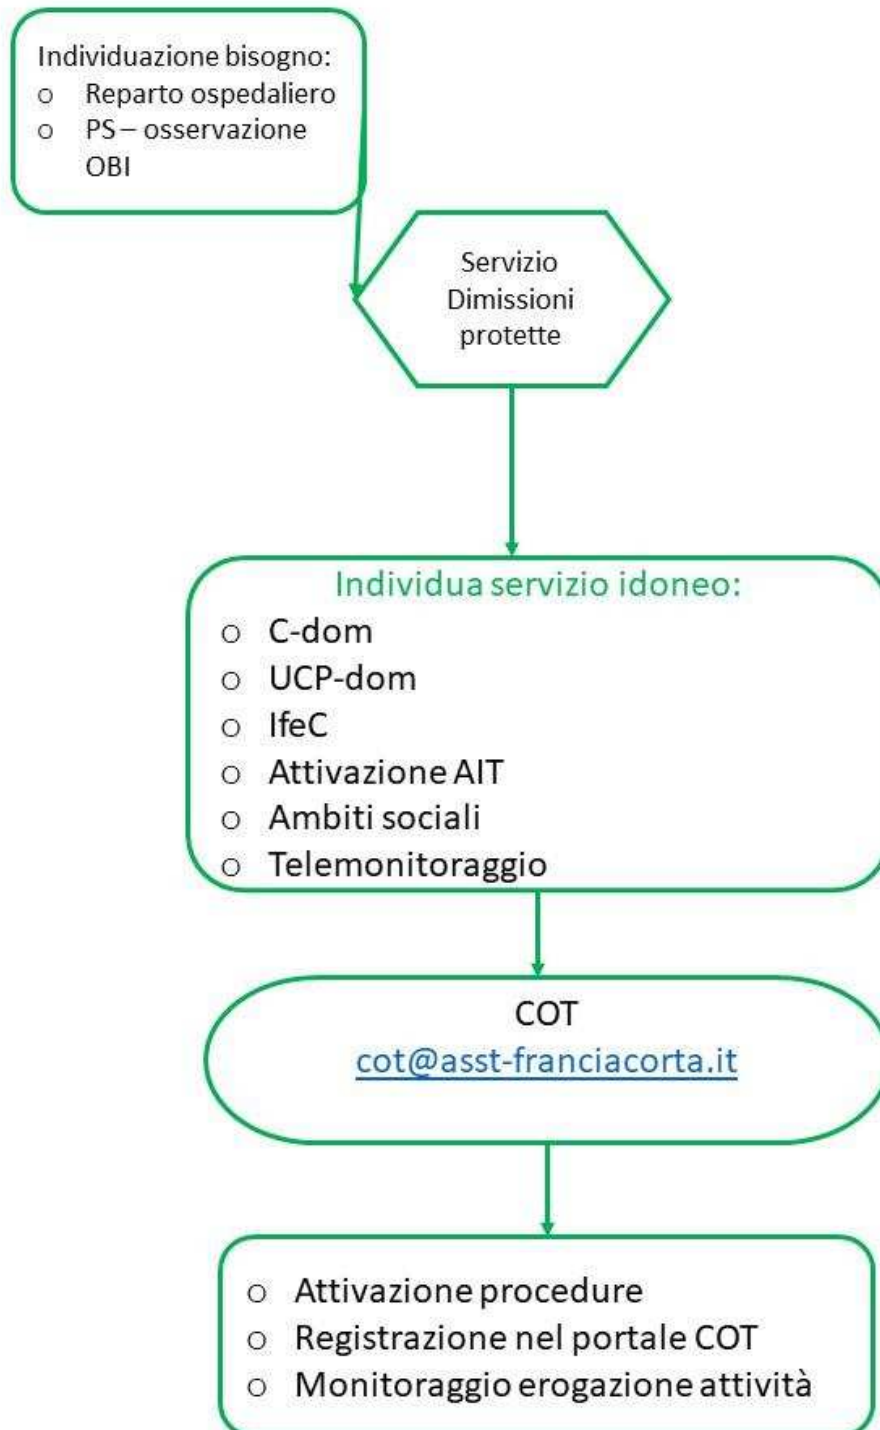 Individuazione bisogno:
o Reparto ospedaliero
o PS – osservazione
OBI
Servizio
Dimissioni
protette
Individua servizio idoneo:
o C-dom
o UCP-dom
o IfeC
o Attivazione AIT
o Ambiti sociali
o Telemonitoraggio
COT
cot@asst-franciacorta.it
o Attivazione procedure
o Registrazione nel portale COT
o Monitoraggio erogazione attività